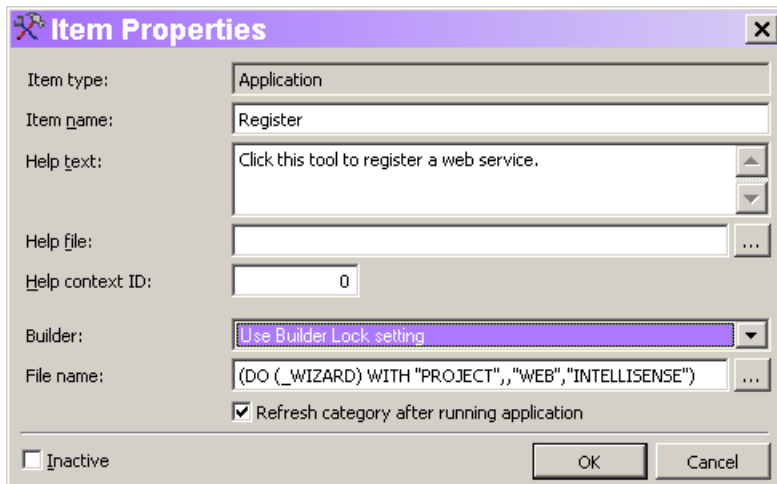 Item Properties
Item type: Application
Item name: Register
Help text: Click this tool to register a web service.
Help file: ...
Help context ID: 0
Builder: Use Builder Lock setting
File name: (DO (_WIZARD) WITH "PROJECT",,"WEB","INTELLISENSE") ...
Refresh category after running application
Inactive OK Cancel